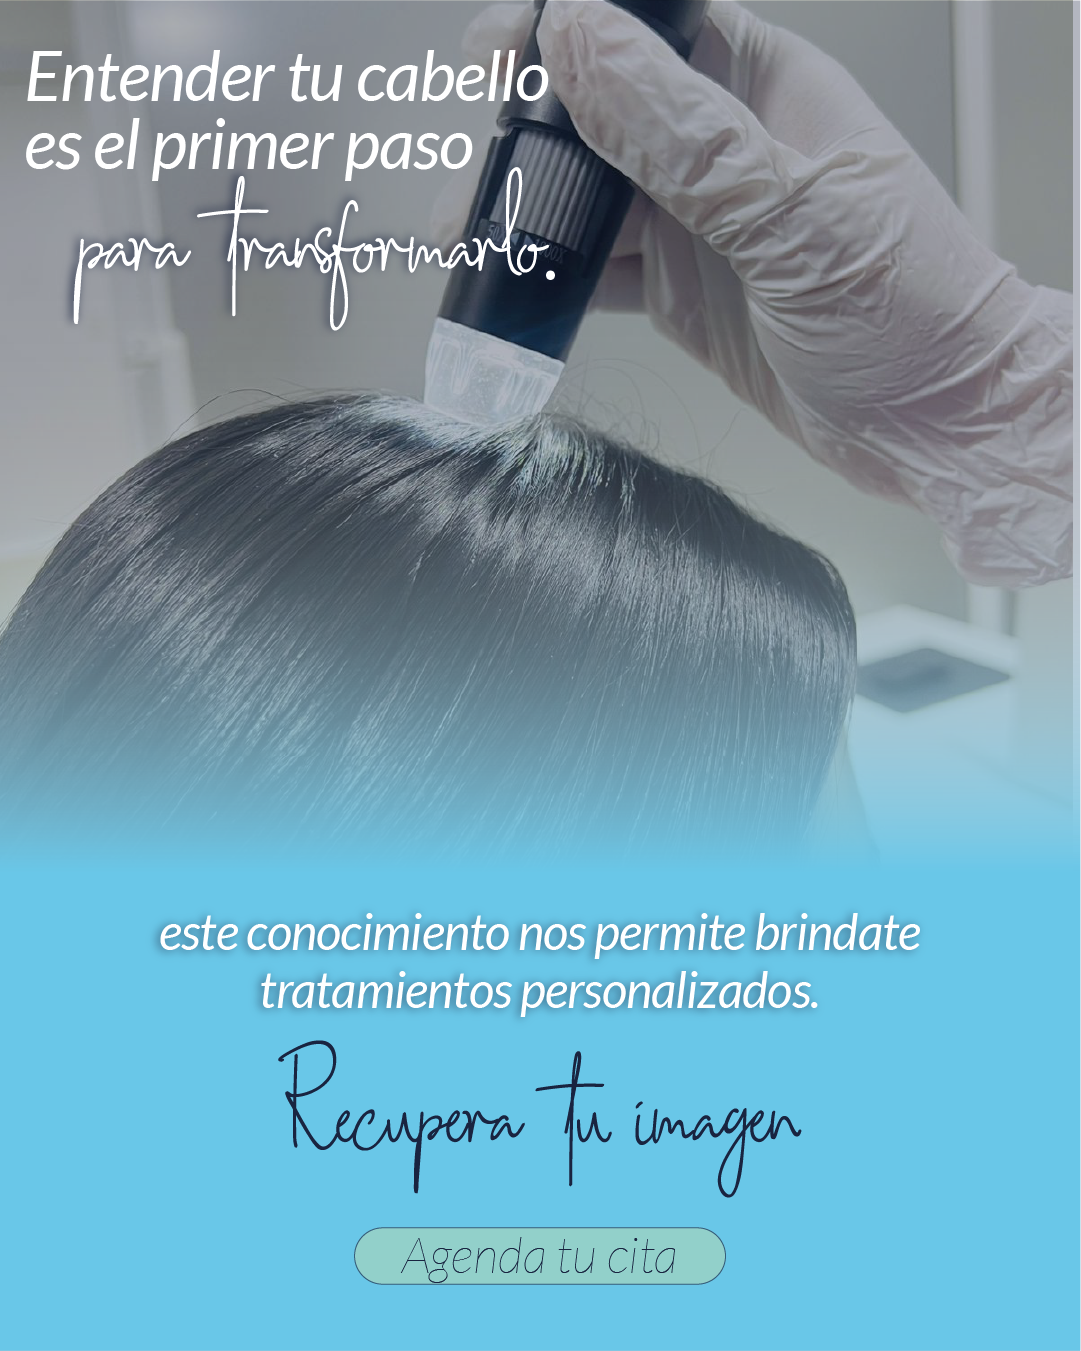 Entender tu cabello
es el primer paso
para transformarlo.
este conocimiento nos permite brindate
tratamientos personalizados.
Recupera tu imagen
Agenda tu cita